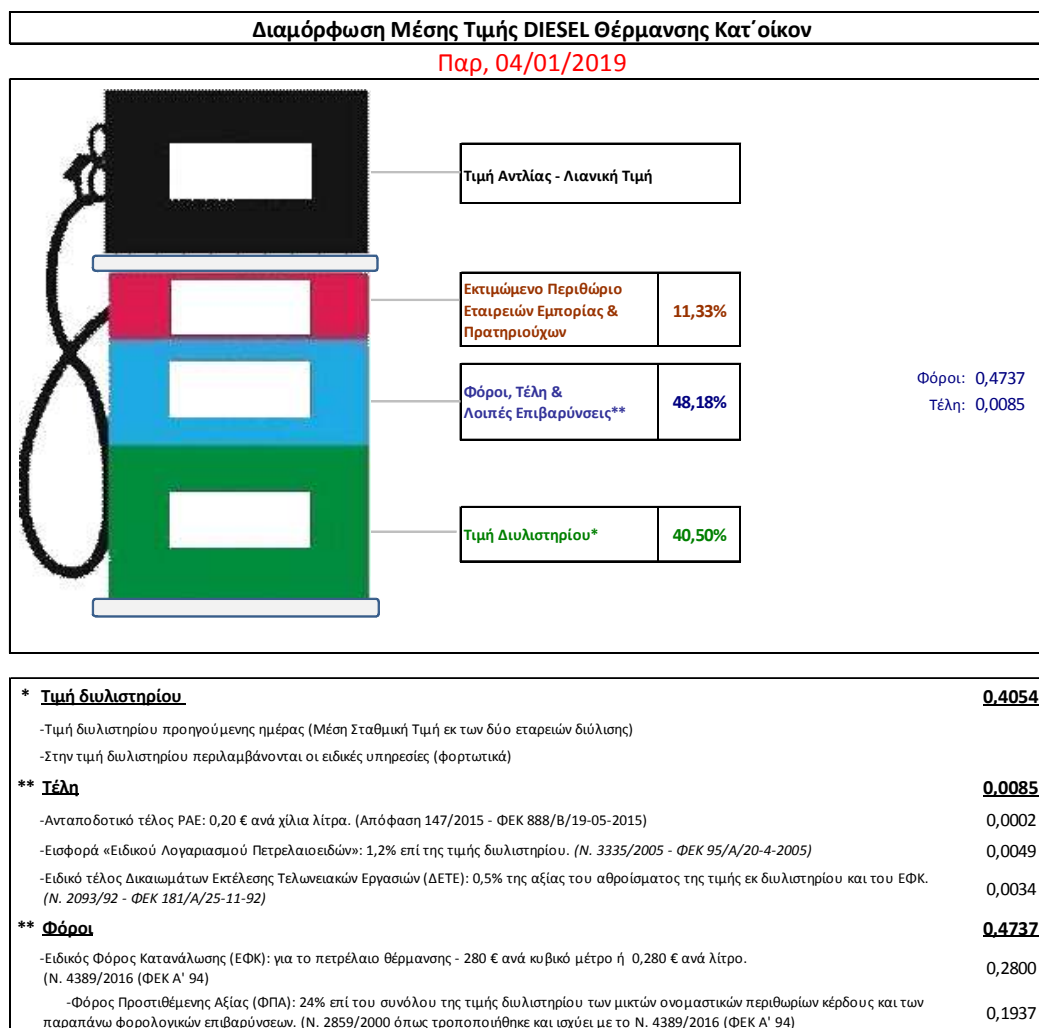 Διαμόρφωση Μέσης Τιμής DIESEL Θέρμανσης Κατ΄οίκον
Παρ, 04/01/2019
Τιμή Αντλίας - Λιανική Τιμή
Εκτιμώμενο Περιθώριο
Εταιρειών Εμπορίας &
Πρατηριούχων
11,33%
Φόροι, Τέλη &
Λοιπές Επιβαρύνσεις**
48,18%
Φόροι: 0,4737
Τέλη: 0,0085
Τιμή Διυλιστηρίου*
40,50%
* Τιμή διυλιστηρίου 0,4054
-Τιμή διυλιστηρίου προηγούμενης ημέρας (Μέση Σταθμική Τιμή εκ των δύο εταρειών διύλισης)
-Στην τιμή διυλιστηρίου περιλαμβάνονται οι ειδικές υπηρεσίες (φορτωτικά)
** Τέλη 0,0085
-Ανταποδοτικό τέλος ΡΑΕ: 0,20 € ανά χίλια λίτρα. (Απόφαση 147/2015 - ΦΕΚ 888/Β/19-05-2015) 0,0002
-Εισφορά «Ειδικού Λογαριασμού Πετρελαιοειδών»: 1,2% επί της τιμής διυλιστηρίου. (Ν. 3335/2005 - ΦΕΚ 95/Α/20-4-2005) 0,0049
-Ειδικό τέλος Δικαιωμάτων Εκτέλεσης Τελωνειακών Εργασιών (ΔΕΤΕ): 0,5% της αξίας του αθροίσματος της τιμής εκ διυλιστηρίου και του ΕΦΚ.
(Ν. 2093/92 - ΦΕΚ 181/Α/25-11-92) 0,0034
** Φόροι 0,4737
-Ειδικός Φόρος Κατανάλωσης (ΕΦΚ): για το πετρέλαιο θέρμανσης - 280 € ανά κυβικό μέτρο ή 0,280 € ανά λίτρο.
(Ν. 4389/2016 (ΦΕΚ Α' 94) 0,2800
-Φόρος Προστιθέμενης Αξίας (ΦΠΑ): 24% επί του συνόλου της τιμής διυλιστηρίου των μικτών ονομαστικών περιθωρίων κέρδους και των
παραπάνω φορολογικών επιβαρύνσεων. (Ν. 2859/2000 όπως τροποποιήθηκε και ισχύει με το Ν. 4389/2016 (ΦΕΚ Α' 94) 0,1937